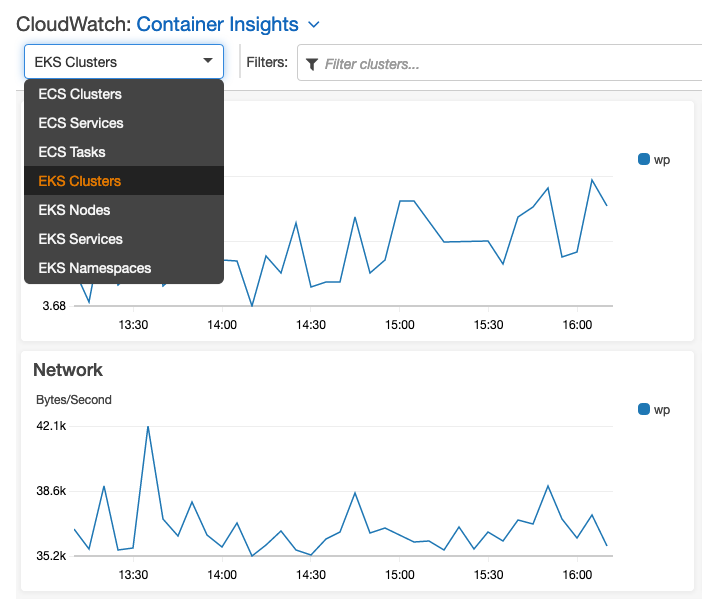 CloudWatch: Container Insights
EKS Clusters
Filters:
Filter clusters...
ECS Clusters
ECS Services
ECS Tasks
EKS Clusters
EKS Nodes
EKS Services
EKS Namespaces
wp
3.68
13:30 14:00 14:30 15:00 15:30 16:00
Network
Bytes/Second
wp
42.1k
38.6k
35.2k
13:30 14:00 14:30 15:00 15:30 16:00